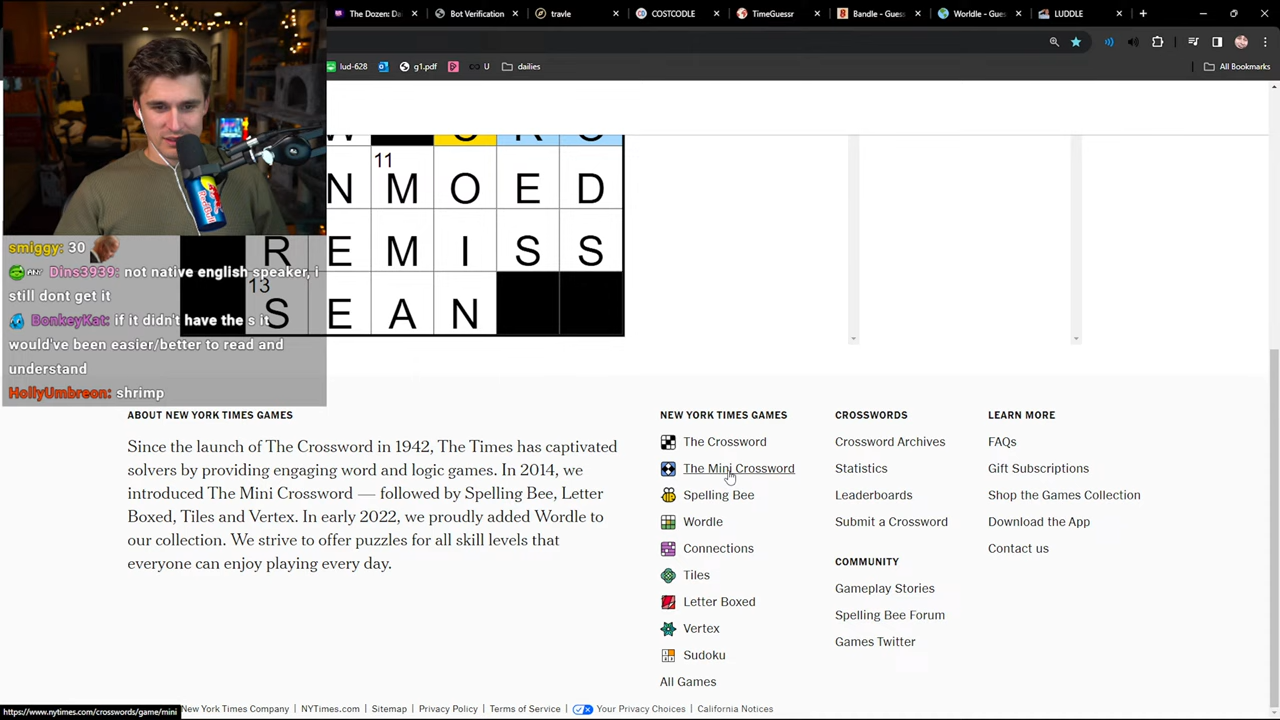 The Dozen: Da
Bot Verification
travle
COSTCODLE
TimeGuessr
Bandle - Guess
Worldle - Gue
LUDDLE
lud-628
g1.pdf
U
dailies
All Bookmarks
11
N M O E D
R E M I S S
13
S E A N
smiggy: 30
Dins3939: not native english speaker, i
still dont get it
BonkeyKat: if it didn't have the s it
would've been easier/better to read and
understand
HollyUmbreon: shrimp
RedBull
ABOUT NEW YORK TIMES GAMES
Since the launch of The Crossword in 1942, The Times has captivated
solvers by providing engaging word and logic games. In 2014, we
introduced The Mini Crossword — followed by Spelling Bee, Letter
Boxed, Tiles and Vertex. In early 2022, we proudly added Wordle to
our collection. We strive to offer puzzles for all skill levels that
everyone can enjoy playing every day.
NEW YORK TIMES GAMES
The Crossword
The Mini Crossword
Spelling Bee
Wordle
Connections
Tiles
Letter Boxed
Vertex
Sudoku
All Games
CROSSWORDS
Crossword Archives
Statistics
Leaderboards
Submit a Crossword
COMMUNITY
Gameplay Stories
Spelling Bee Forum
Games Twitter
LEARN MORE
FAQs
Gift Subscriptions
Shop the Games Collection
Download the App
Contact us
https://www.nytimes.com/crosswords/game/mini
York Times Company | NYTimes.com | Sitemap | Privacy Policy | Terms of Service | Your Privacy Choices | California Notices